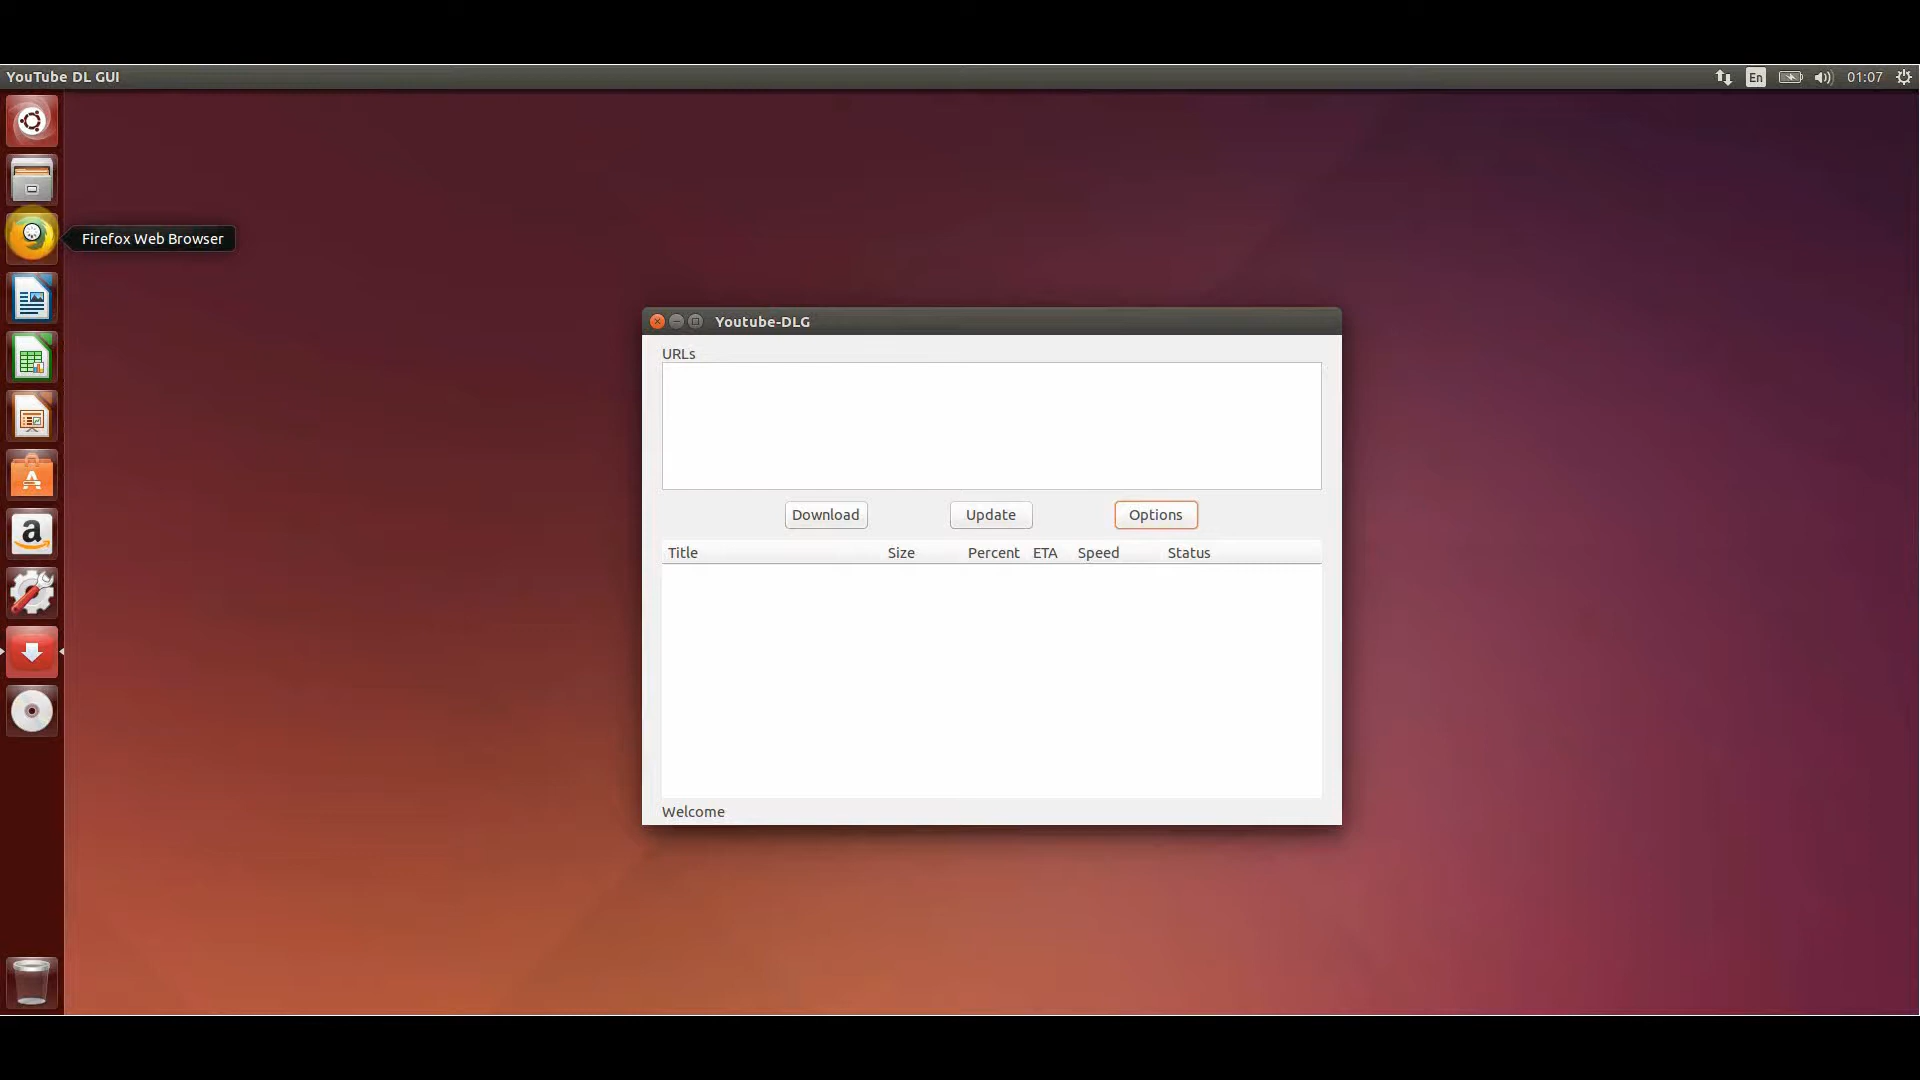 YouTube DL GUI
En
01:07
Firefox Web Browser
Youtube-DLG
URLs
Download Update Options
Title Size Percent ETA Speed Status
Welcome